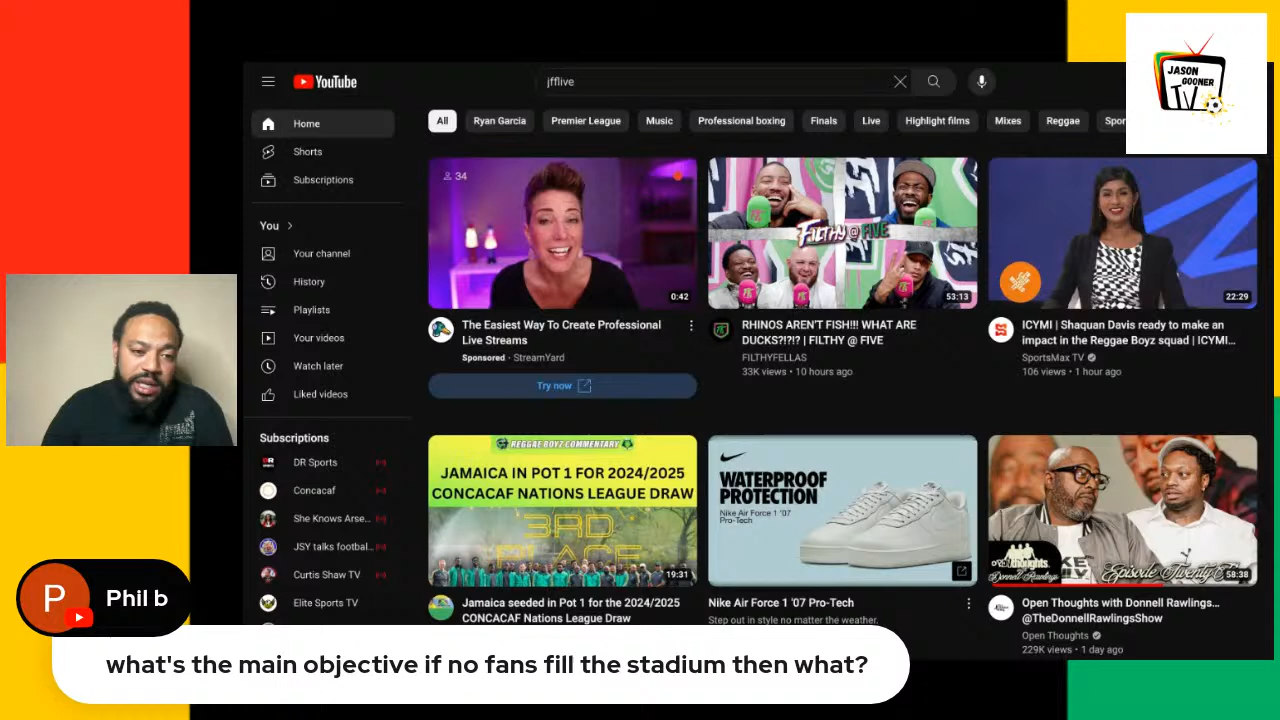 YouTube
jfflive
JASON
GOONER
TV
Home
Shorts
Subscriptions
You
Your channel
History
Playlists
Your videos
Watch later
Liked videos
Subscriptions
DR Sports
Concacaf
She Knows Arse...
JSY talks footbal...
Curtis Shaw TV
Elite Sports TV
All
Ryan Garcia
Premier League
Music
Professional boxing
Finals
Live
Highlight films
Mixes
Reggae
Spor
34
0:42
The Easiest Way To Create Professional
Live Streams
Sponsored · StreamYard
Try now
FILTHY @ FIVE
53:13
RHINOS AREN'T FISH!!! WHAT ARE
DUCKS?!?!? | FILTHY @ FIVE
FILTHYFELLAS
33K views • 10 hours ago
22:29
ICYMI | Shaquan Davis ready to make an
impact in the Reggae Boyz squad | ICYMI...
SportsMax TV
106 views • 1 hour ago
REGGAE BOYZ COMMENTARY
JAMAICA IN POT 1 FOR 2024/2025
CONCACAF NATIONS LEAGUE DRAW
3RD
PLACE
19:31
Jamaica seeded in Pot 1 for the 2024/2025
CONCACAF Nations League Draw
WATERPROOF
PROTECTION
Nike Air Force 1 '07
Pro-Tech
Nike Air Force 1 '07 Pro-Tech
Step out in style no matter the weather.
Donnell Rawlings
Episode Twenty
58:38
Open Thoughts with Donnell Rawlings...
@TheDonnellRawlingsShow
Open Thoughts
229K views • 1 day ago
P
Phil b
what's the main objective if no fans fill the stadium then what?